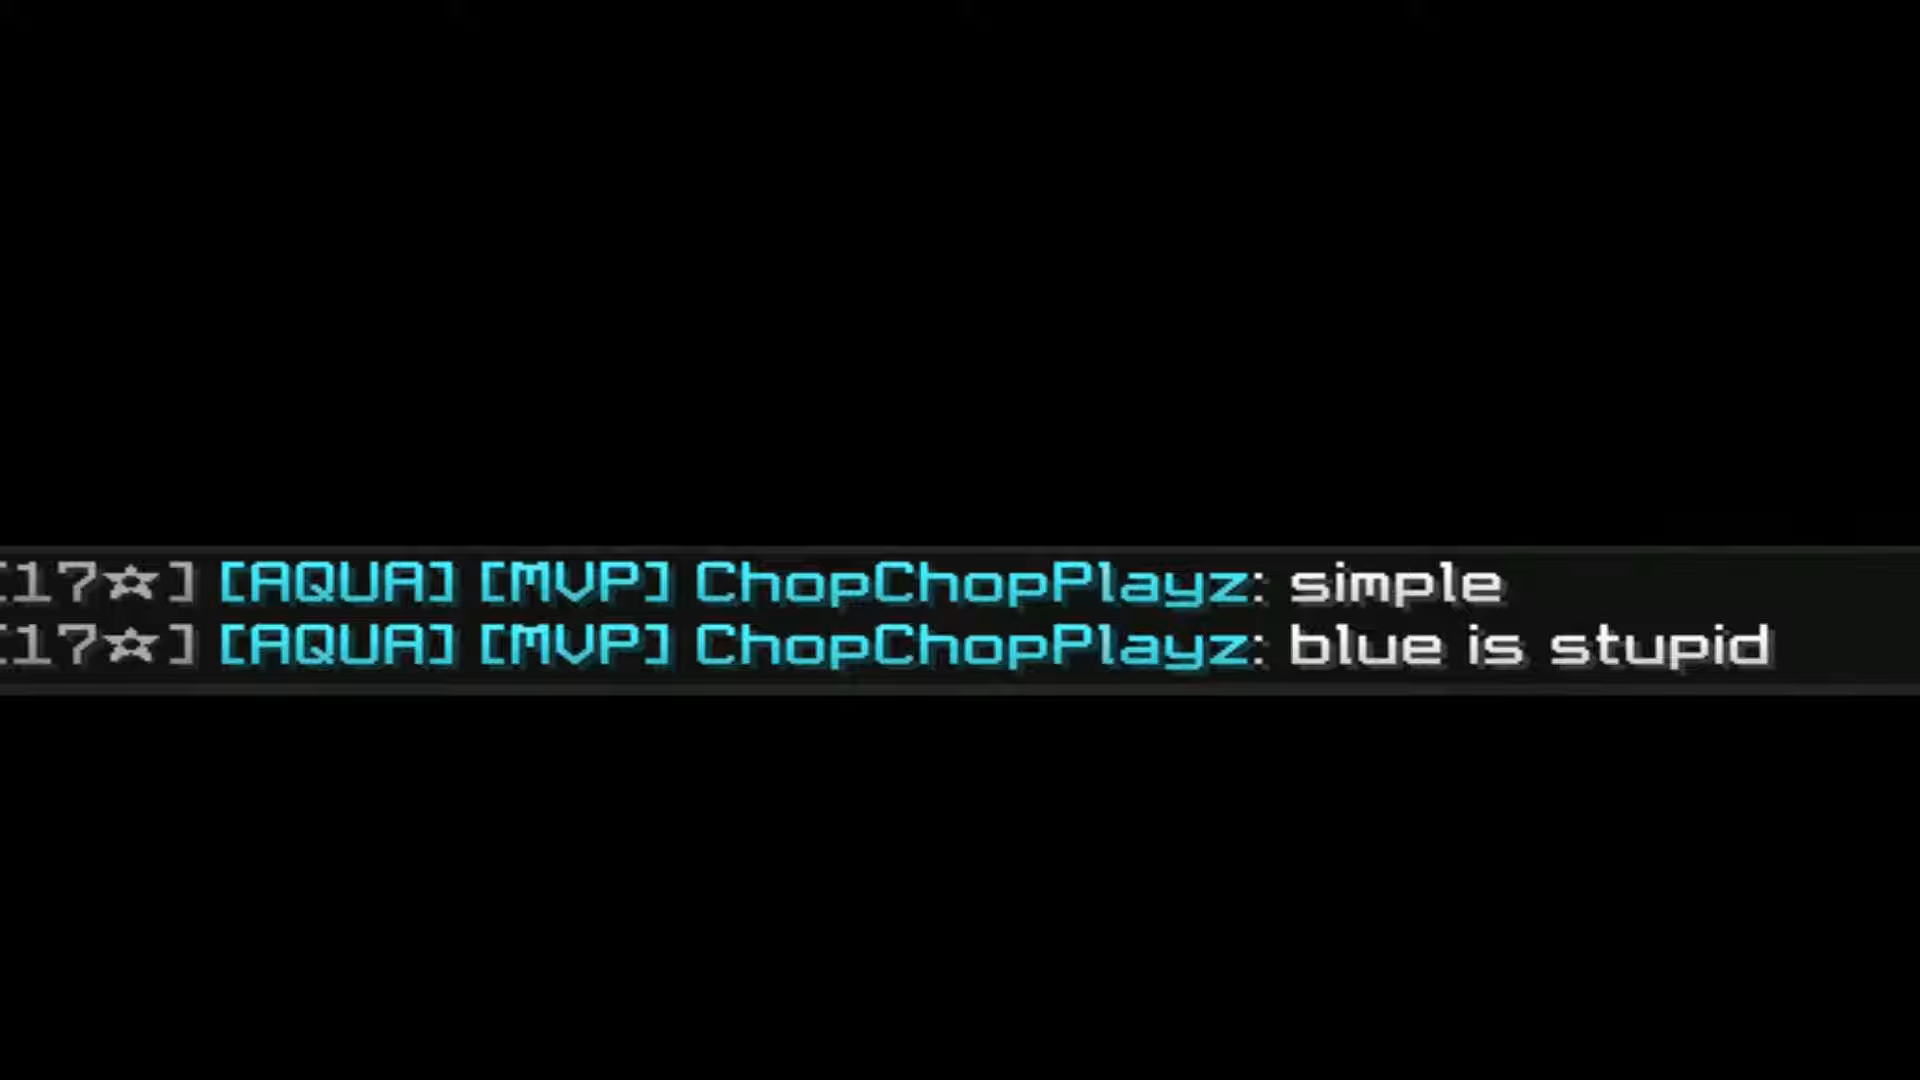 [17✫] [AQUA] [MVP] ChopChopPlayz: simple
[17✫] [AQUA] [MVP] ChopChopPlayz: blue is stupid